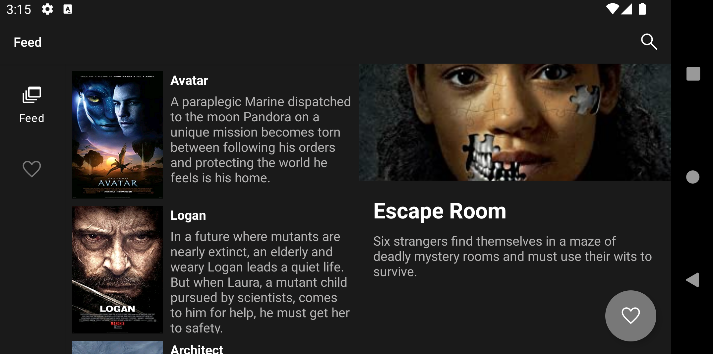 3:15
Feed
Feed
Avatar
A paraplegic Marine dispatched
to the moon Pandora on a
unique mission becomes torn
between following his orders
and protecting the world he
feels is his home.
AVATAR
Logan
In a future where mutants are
nearly extinct, an elderly and
weary Logan leads a quiet life.
But when Laura, a mutant child
pursued by scientists, comes
to him for help, he must get her
to safety.
LOGAN
Architect
Escape Room
Six strangers find themselves in a maze of
deadly mystery rooms and must use their wits to
survive.